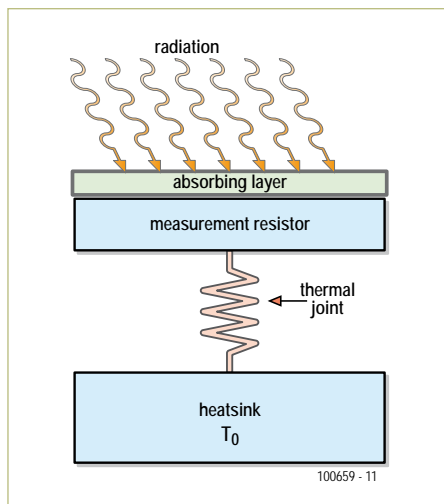 radiation
absorbing layer
measurement resistor
thermal
joint
heatsink
T₀
100659 - 11